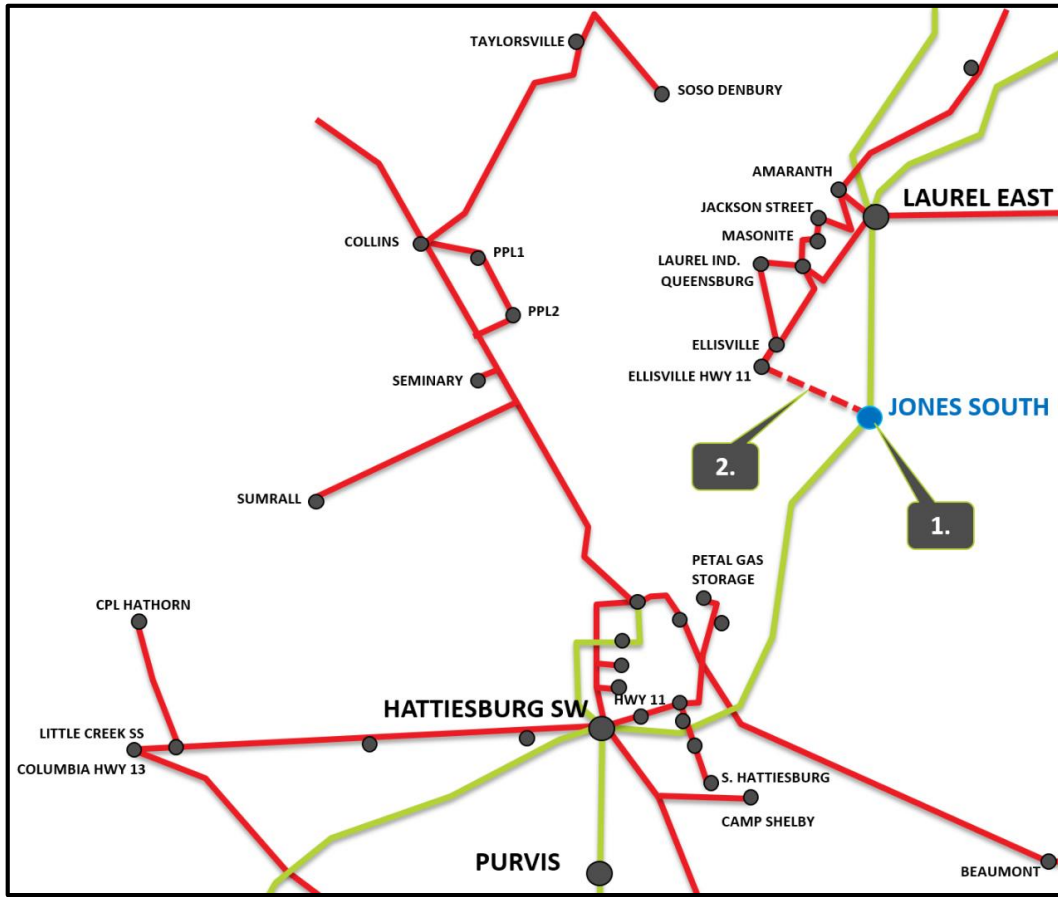 TAYLORSVILLE
SOSO DENBURY
AMARANTH
LAUREL EAST
JACKSON STREET
COLLINS
MASONITE
PPL1
LAUREL IND.
QUEENSBURG
PPL2
ELLISVILLE
SEMINARY
ELLISVILLE HWY 11
JONES SOUTH
2.
SUMRALL
1.
PETAL GAS
STORAGE
CPL HATHORN
HWY 11
HATTIESBURG SW
LITTLE CREEK SS
COLUMBIA HWY 13
S. HATTIESBURG
CAMP SHELBY
PURVIS
BEAUMONT